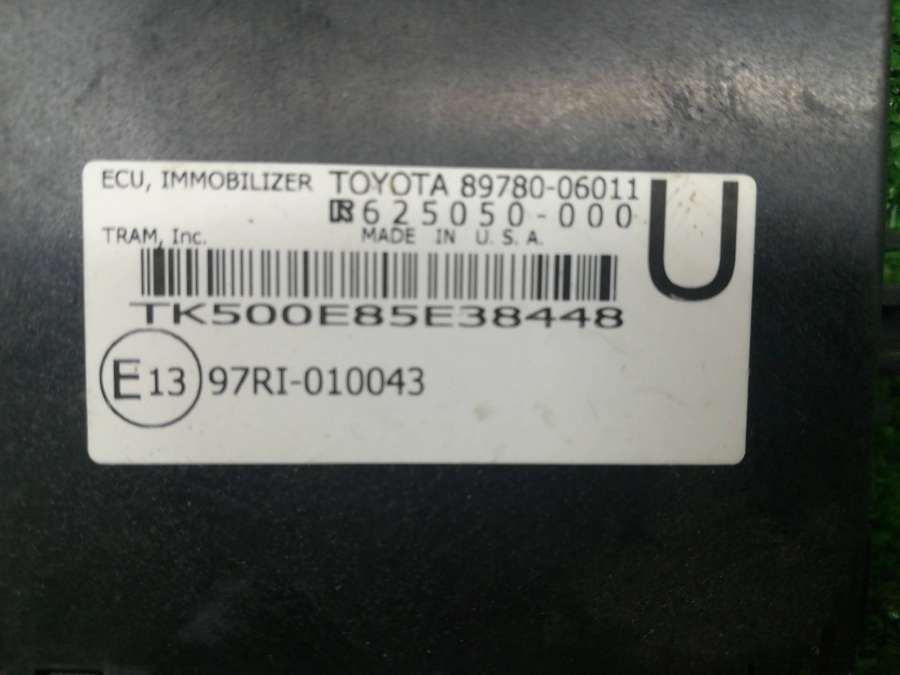 ECU, IMMOBILIZER TOYOTA 89780-06011
625050-000
U
TRAM, Inc. MADE IN U.S.A.
TK500E85E38448
E13 97RI-010043